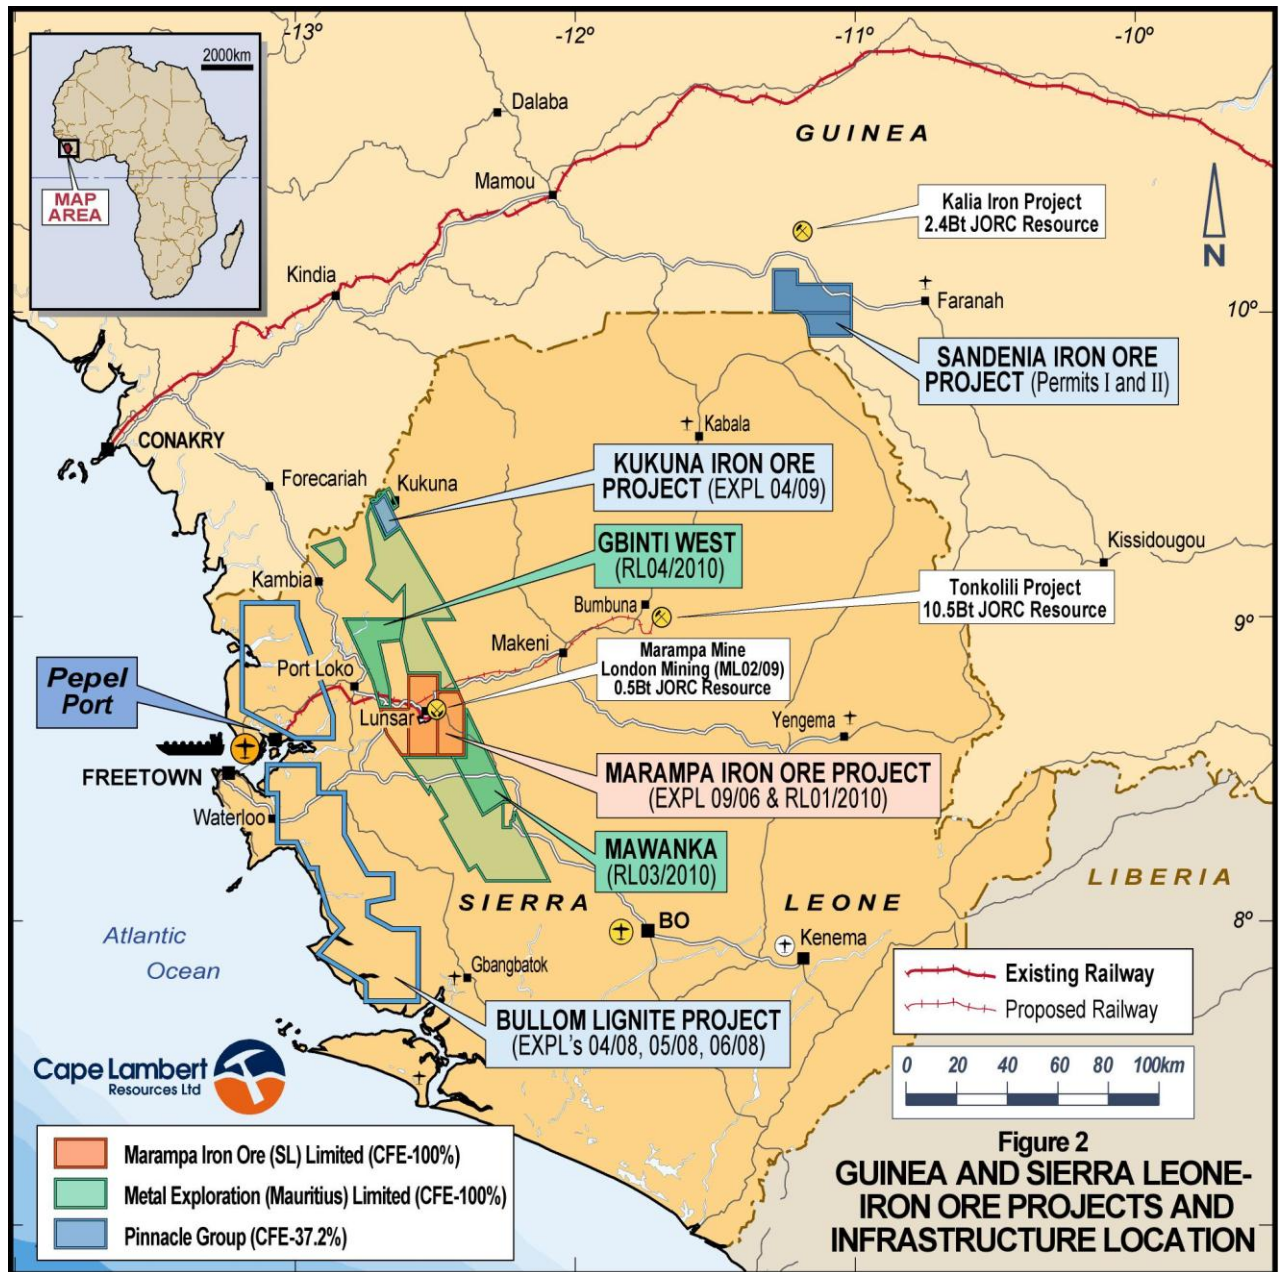 -13º
-12º
-11º
-10º
2000km
MAP
AREA
Dalaba
GUINEA
Mamou
Kalia Iron Project
2.4Bt JORC Resource
N
Kindia
Faranah
10º
SANDENIA IRON ORE
PROJECT (Permits I and II)
CONAKRY
Kabala
Forecariah
Kukuna
KUKUNA IRON ORE
PROJECT (EXPL 04/09)
GBINTI WEST
(RL04/2010)
Kissidougou
Kambia
Bumbuna
Tonkolili Project
10.5Bt JORC Resource
9º
Makeni
Marampa Mine
London Mining (ML02/09)
0.5Bt JORC Resource
Port Loko
Pepel
Port
Lunsar
Yengema
FREETOWN
MARAMPA IRON ORE PROJECT
(EXPL 09/06 & RL01/2010)
Waterloo
MAWANKA
(RL03/2010)
LIBERIA
SIERRA LEONE
BO
8º
Atlantic
Ocean
Kenema
Gbangbatok
Existing Railway
Proposed Railway
BULLOM LIGNITE PROJECT
(EXPL's 04/08, 05/08, 06/08)
Cape Lambert
Resources Ltd
0 20 40 60 80 100km
Marampa Iron Ore (SL) Limited (CFE-100%)
Metal Exploration (Mauritius) Limited (CFE-100%)
Pinnacle Group (CFE-37.2%)
Figure 2
GUINEA AND SIERRA LEONE-
IRON ORE PROJECTS AND
INFRASTRUCTURE LOCATION